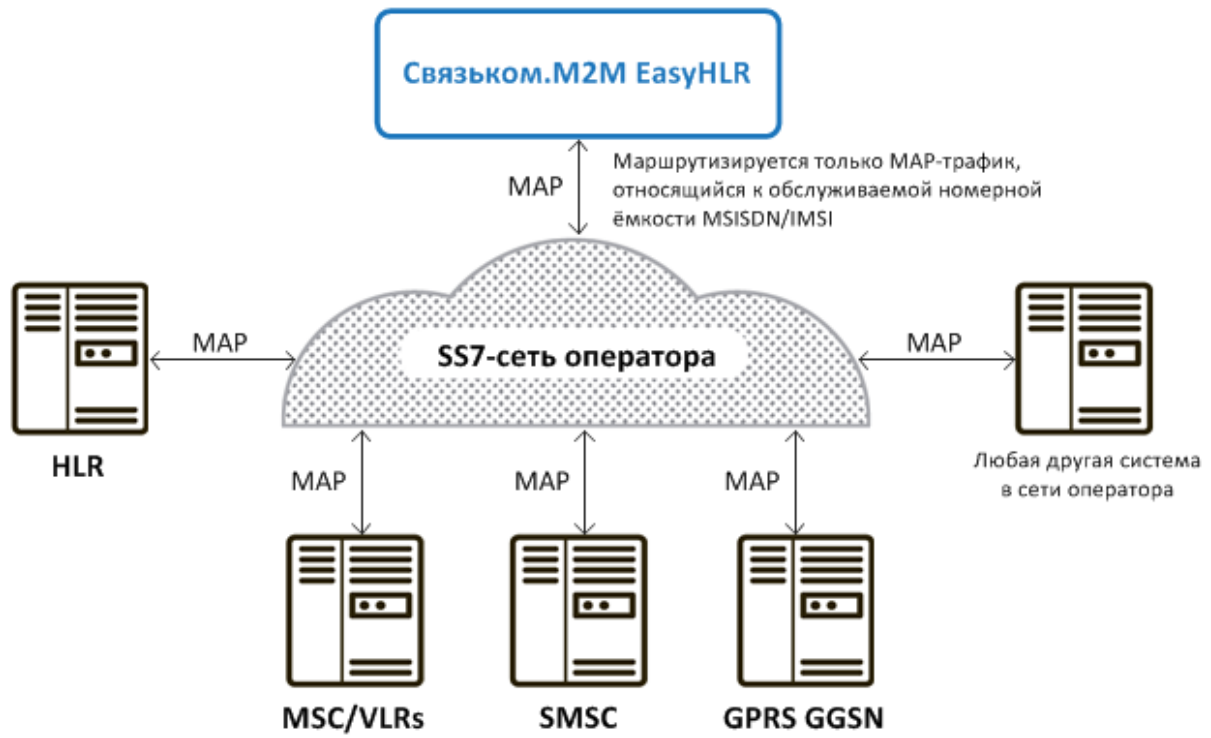 Связьком.M2M EasyHLR
MAP
Маршрутизируется только MAP-трафик,
относящийся к обслуживаемой номерной
ёмкости MSISDN/IMSI
MAP
SS7-сеть оператора
MAP
HLR
Любая другая система
в сети оператора
MAP
MAP
MAP
MSC/VLRs
SMSC
GPRS GGSN